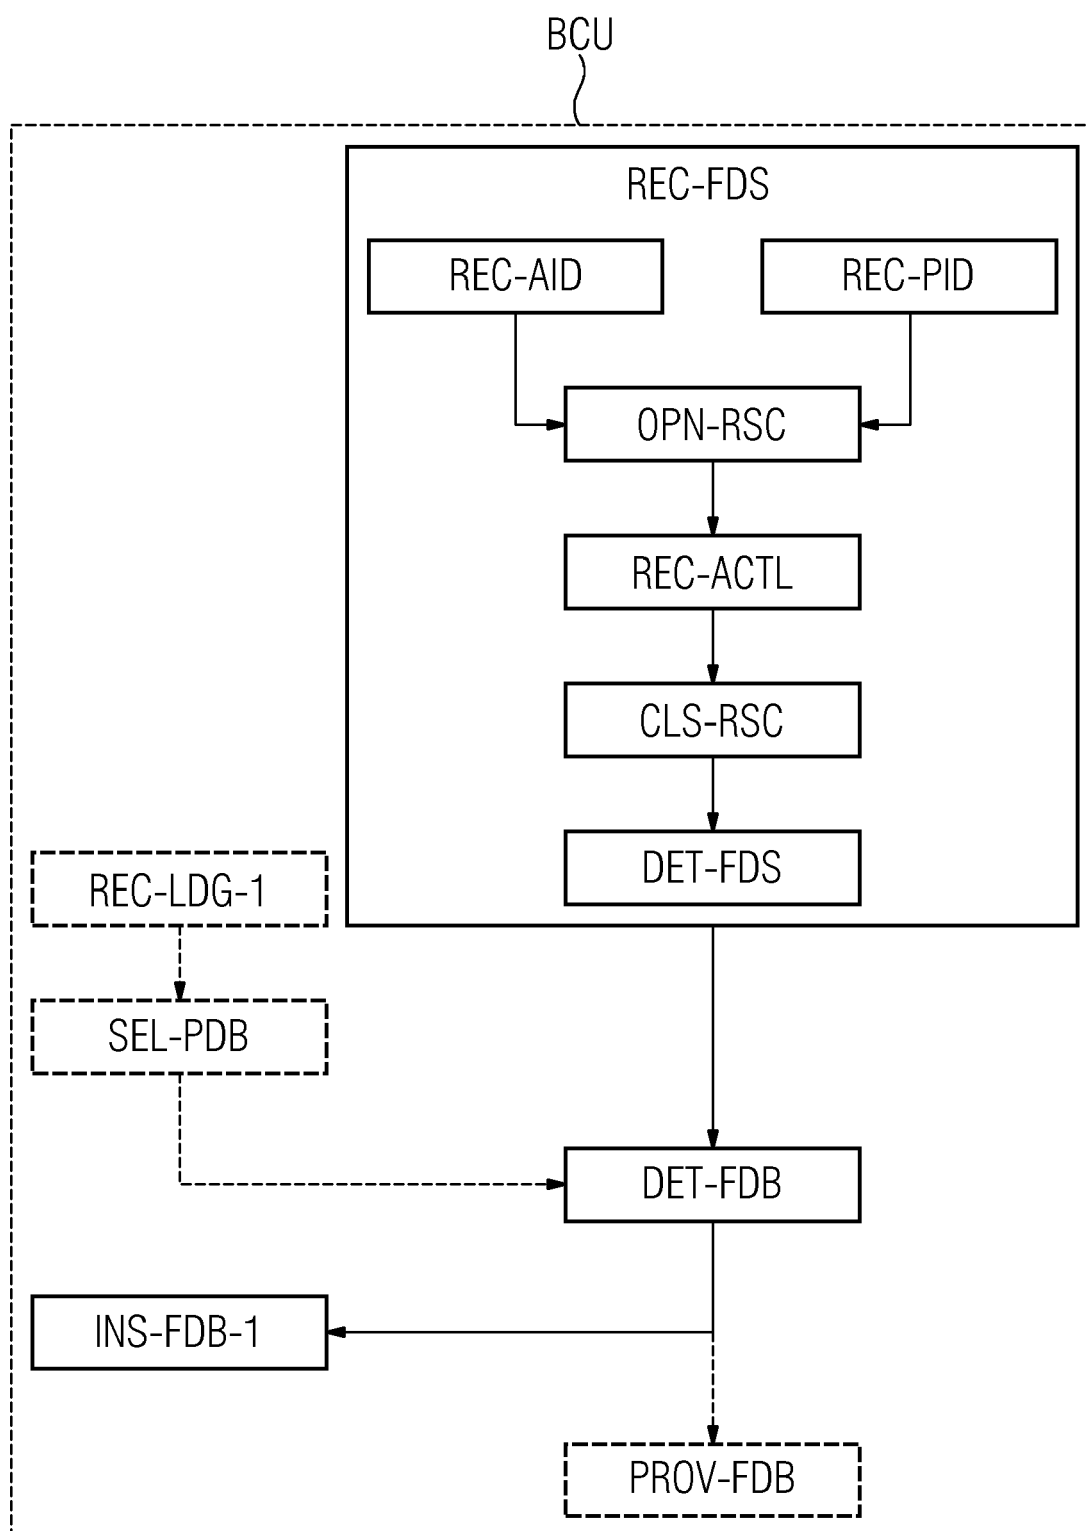 BCU
REC-FDS
REC-AID
REC-PID
OPN-RSC
REC-ACTL
CLS-RSC
DET-FDS
REC-LDG-1
SEL-PDB
DET-FDB
INS-FDB-1
PROV-FDB